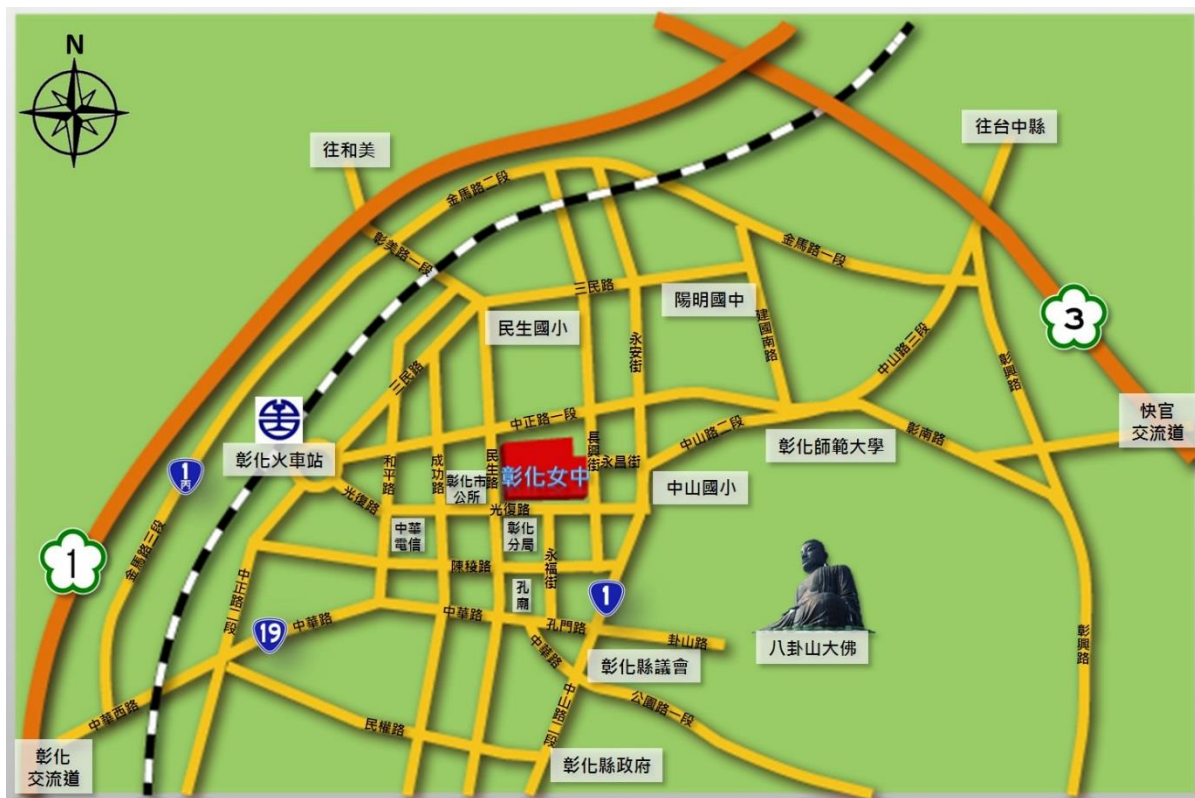 N
往和美
往台中縣
金馬路二段
彰美路一段
金馬路一段
三民路
陽明國中
3
民生國小
永安街
建國南路
中山路三段
彰興路
三民路
中正路一段
快官
交流道
彰化火車站
和平路
成功路
民生路
彰化女中
長興街
永昌街
中山路二段
彰化師範大學
彰南路
1
丙
彰化市
公所
中山國小
光復路
光復路
中華
電信
彰化
分局
永福街
1
金馬路三段
陳稜路
孔
廟
1
中正路二段
19
中華路
中華路
孔門路
卦山路
八卦山大佛
彰興路
中華路
彰化縣議會
中華西路
民權路
中山路一段
公園路一段
彰化
交流道
彰化縣政府